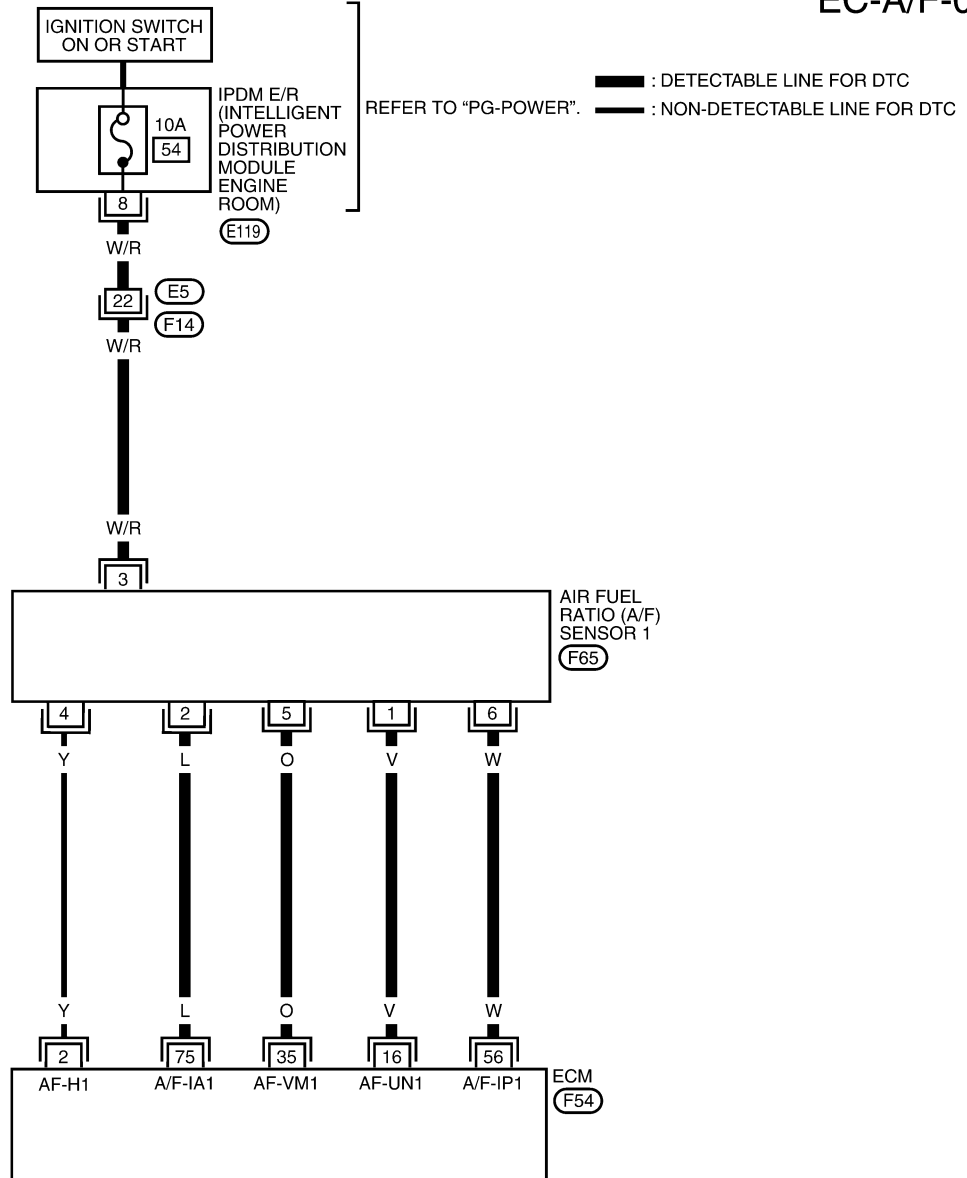 EC-A/F-0
IGNITION SWITCH
ON OR START
: DETECTABLE LINE FOR DTC
: NON-DETECTABLE LINE FOR DTC
REFER TO “PG-POWER”.
10A
54
IPDM E/R
(INTELLIGENT
POWER
DISTRIBUTION
MODULE
ENGINE
ROOM)
E119
8
W/R
22
E5
F14
W/R
W/R
3
AIR FUEL
RATIO (A/F)
SENSOR 1
F65
4 2 5 1 6
Y L O V W
Y L O V W
2 75 35 16 56
AF-H1 A/F-IA1 AF-VM1 AF-UN1 A/F-IP1
ECM
F54